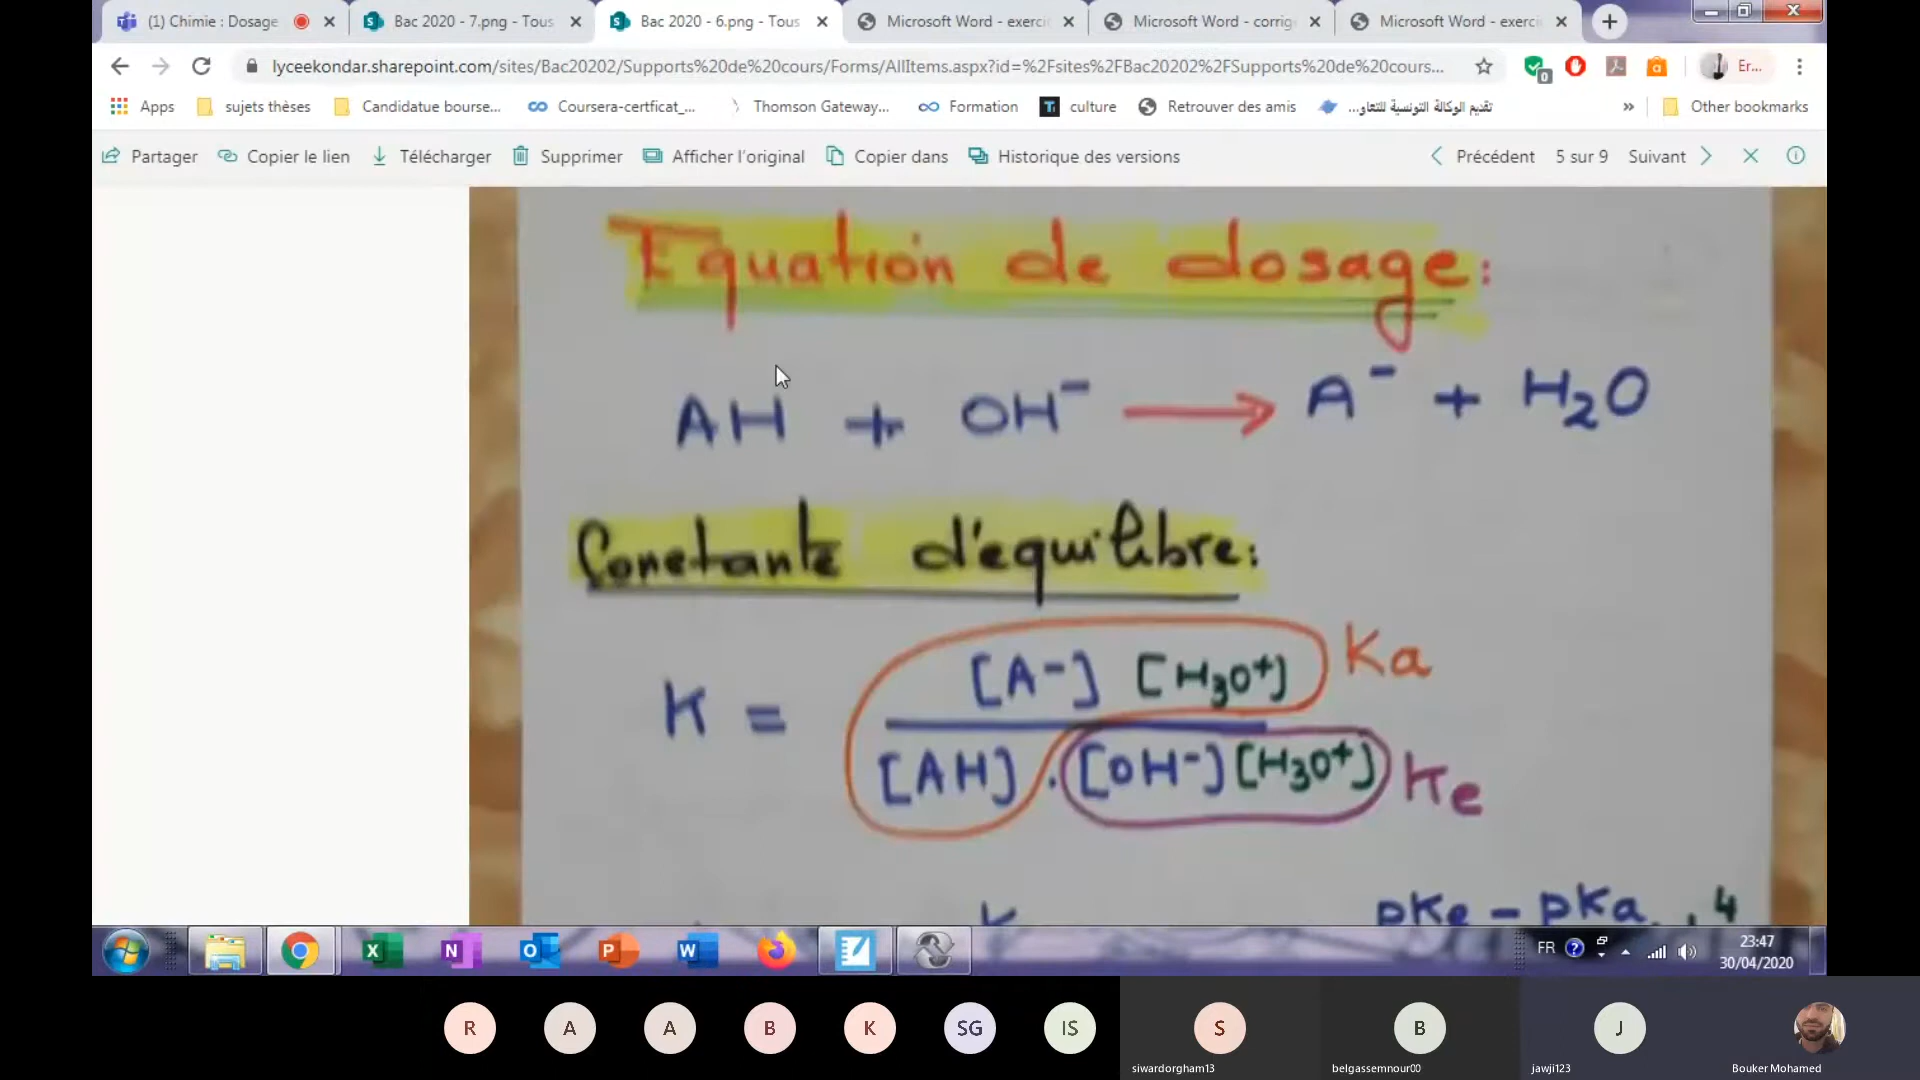 (1) Chimie : Dosage
Bac 2020 - 7.png - Tous
Bac 2020 - 6.png - Tous
Microsoft Word - exerci
Microsoft Word - corrig
Microsoft Word - exerci
lyceekondar.sharepoint.com/sites/Bac20202/Supports%20de%20cours/Forms/AllItems.aspx?id=%2Fsites%2FBac20202%2FSupports%20de%20cours...
0
Er...
Apps
sujets thèses
Candidatue bourse...
Coursera-certficat_...
Thomson Gateway...
Formation
culture
Retrouver des amis
تقديم الوكالة التونسية للتعاو...
»
Other bookmarks
Partager
Copier le lien
Télécharger
Supprimer
Afficher l'original
Copier dans
Historique des versions
Précédent
5 sur 9
Suivant
Equation de dosage:
AH + OH⁻ → A⁻ + H₂O
Constante d'equilibre:
K = [A⁻] [H₃O⁺] Ka
[AH] . [OH⁻] [H₃O⁺] Ke
pKe - pKa
FR
23:47
30/04/2020
R
A
A
B
K
SG
IS
S
B
J
siwardorgham13
belgassemnour00
jawji123
Bouker Mohamed